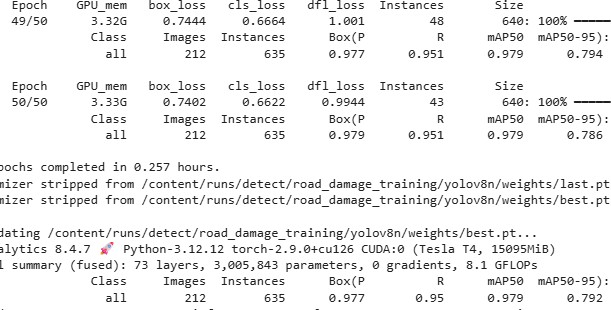 Epoch GPU_mem box_loss cls_loss dfl_loss Instances Size
49/50 3.32G 0.7444 0.6664 1.001 48 640: 100%
Class Images Instances Box(P R mAP50 mAP50-95):
all 212 635 0.977 0.951 0.979 0.794
Epoch GPU_mem box_loss cls_loss dfl_loss Instances Size
50/50 3.33G 0.7402 0.6622 0.9944 43 640: 100%
Class Images Instances Box(P R mAP50 mAP50-95):
all 212 635 0.979 0.951 0.979 0.786
pochs completed in 0.257 hours.
mizer stripped from /content/runs/detect/road_damage_training/yolov8n/weights/last.pt
mizer stripped from /content/runs/detect/road_damage_training/yolov8n/weights/best.pt
dating /content/runs/detect/road_damage_training/yolov8n/weights/best.pt...
alytics 8.4.7 🚀 Python-3.12.12 torch-2.9.0+cu126 CUDA:0 (Tesla T4, 15095MiB)
l summary (fused): 73 layers, 3,005,843 parameters, 0 gradients, 8.1 GFLOPs
Class Images Instances Box(P R mAP50 mAP50-95):
all 212 635 0.977 0.95 0.979 0.792